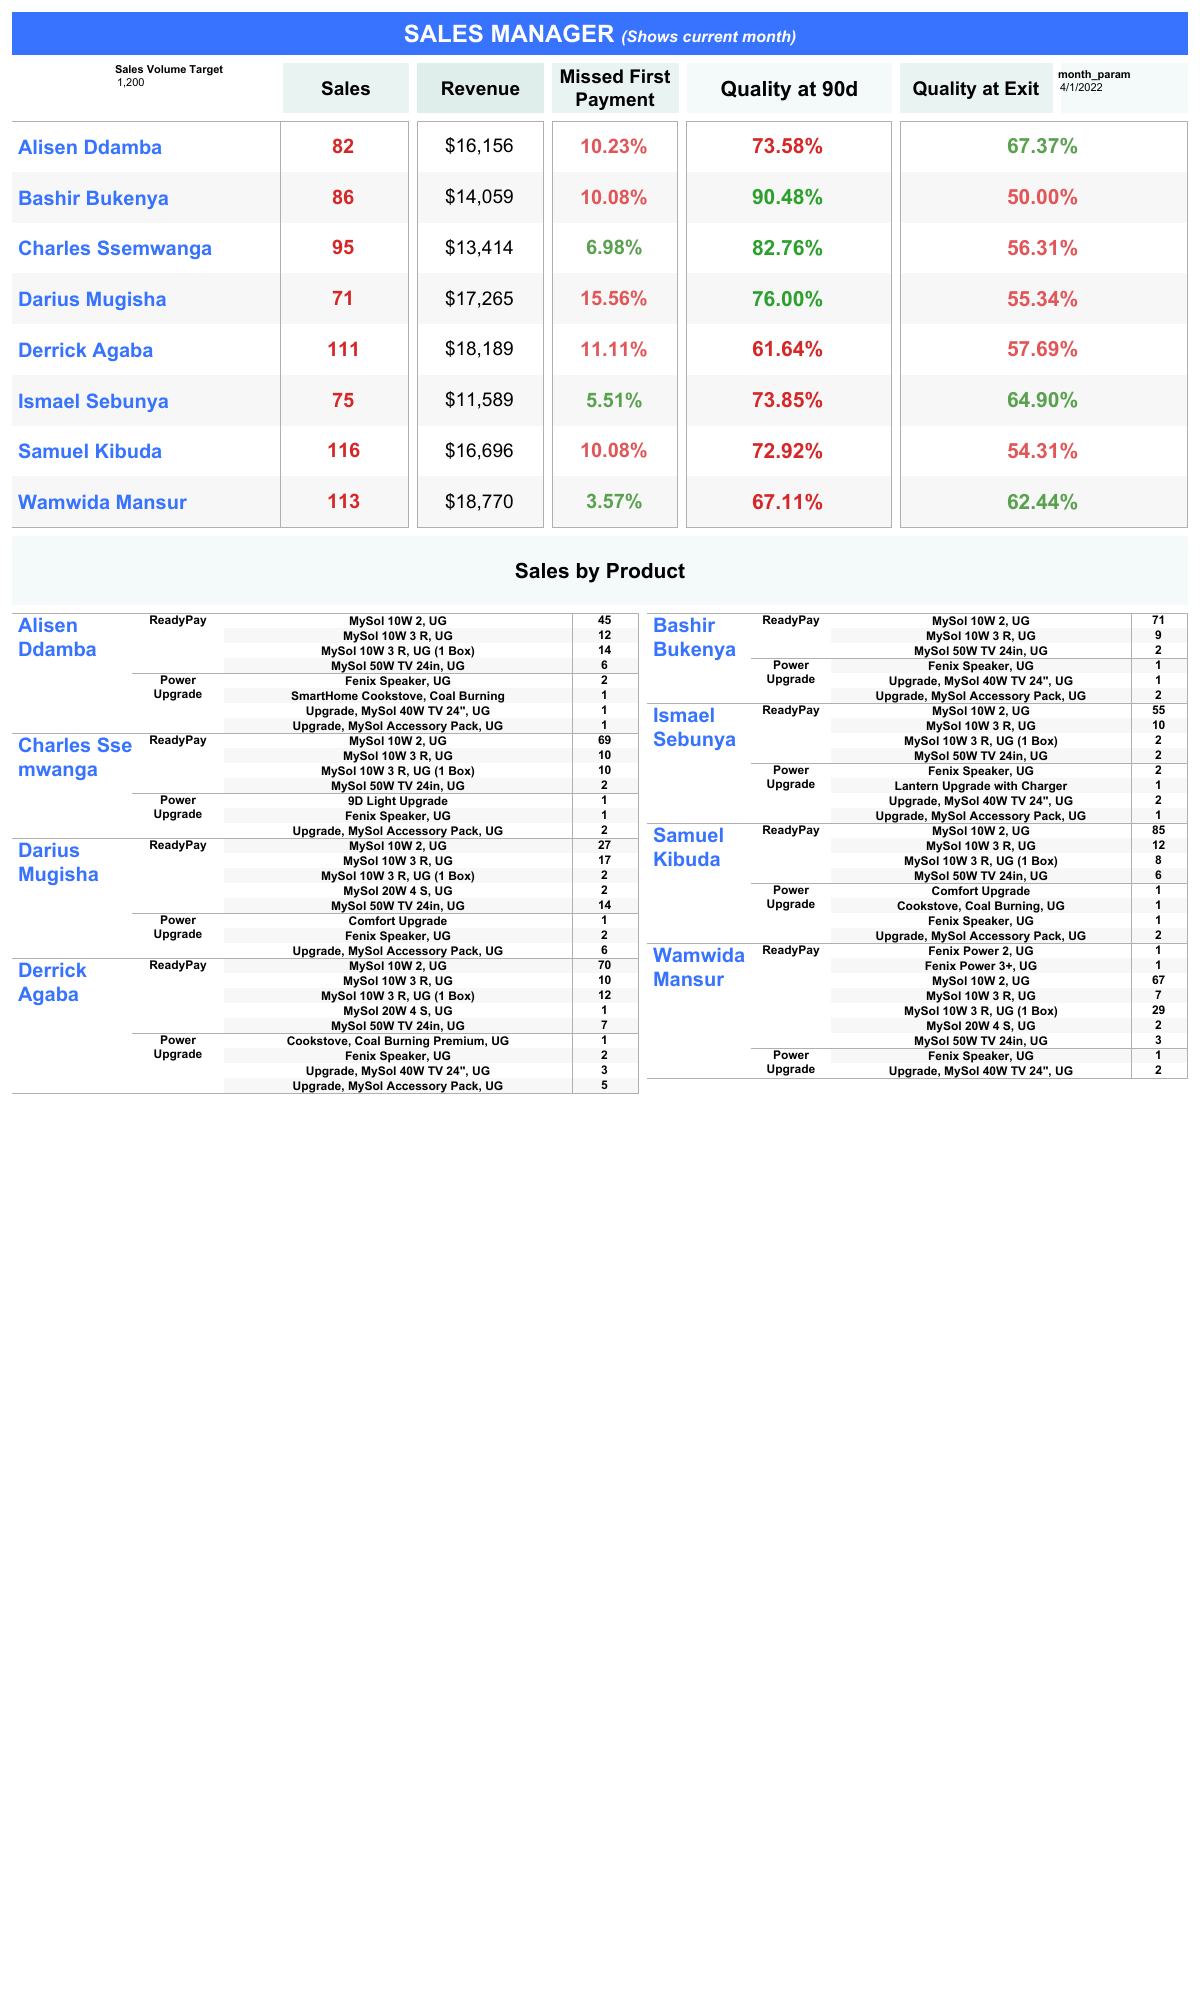 SALES MANAGER (Shows current month)
Sales Volume Target
1,200
Sales
Revenue
Missed First
Payment
Quality at 90d
Quality at Exit
month_param
4/1/2022
Alisen Ddamba 82 $16,156 10.23% 73.58% 67.37%
Bashir Bukenya 86 $14,059 10.08% 90.48% 50.00%
Charles Ssemwanga 95 $13,414 6.98% 82.76% 56.31%
Darius Mugisha 71 $17,265 15.56% 76.00% 55.34%
Derrick Agaba 111 $18,189 11.11% 61.64% 57.69%
Ismael Sebunya 75 $11,589 5.51% 73.85% 64.90%
Samuel Kibuda 116 $16,696 10.08% 72.92% 54.31%
Wamwida Mansur 113 $18,770 3.57% 67.11% 62.44%
Sales by Product
Alisen
Ddamba
ReadyPay
MySol 10W 2, UG 45
MySol 10W 3 R, UG 12
MySol 10W 3 R, UG (1 Box) 14
MySol 50W TV 24in, UG 6
Power
Upgrade
Fenix Speaker, UG 2
SmartHome Cookstove, Coal Burning 1
Upgrade, MySol 40W TV 24", UG 1
Upgrade, MySol Accessory Pack, UG 1
Charles Sse
mwanga
ReadyPay
MySol 10W 2, UG 69
MySol 10W 3 R, UG 10
MySol 10W 3 R, UG (1 Box) 10
MySol 50W TV 24in, UG 2
Power
Upgrade
9D Light Upgrade 1
Fenix Speaker, UG 1
Upgrade, MySol Accessory Pack, UG 2
Darius
Mugisha
ReadyPay
MySol 10W 2, UG 27
MySol 10W 3 R, UG 17
MySol 10W 3 R, UG (1 Box) 2
MySol 20W 4 S, UG 2
MySol 50W TV 24in, UG 14
Power
Upgrade
Comfort Upgrade 1
Fenix Speaker, UG 2
Upgrade, MySol Accessory Pack, UG 6
Derrick
Agaba
ReadyPay
MySol 10W 2, UG 70
MySol 10W 3 R, UG 10
MySol 10W 3 R, UG (1 Box) 12
MySol 20W 4 S, UG 1
MySol 50W TV 24in, UG 7
Power
Upgrade
Cookstove, Coal Burning Premium, UG 1
Fenix Speaker, UG 2
Upgrade, MySol 40W TV 24", UG 3
Upgrade, MySol Accessory Pack, UG 5
Bashir
Bukenya
ReadyPay
MySol 10W 2, UG 71
MySol 10W 3 R, UG 9
MySol 50W TV 24in, UG 2
Power
Upgrade
Fenix Speaker, UG 1
Upgrade, MySol 40W TV 24", UG 1
Upgrade, MySol Accessory Pack, UG 2
Ismael
Sebunya
ReadyPay
MySol 10W 2, UG 55
MySol 10W 3 R, UG 10
MySol 10W 3 R, UG (1 Box) 2
MySol 50W TV 24in, UG 2
Power
Upgrade
Fenix Speaker, UG 2
Lantern Upgrade with Charger 1
Upgrade, MySol 40W TV 24", UG 2
Upgrade, MySol Accessory Pack, UG 1
Samuel
Kibuda
ReadyPay
MySol 10W 2, UG 85
MySol 10W 3 R, UG 12
MySol 10W 3 R, UG (1 Box) 8
MySol 50W TV 24in, UG 6
Power
Upgrade
Comfort Upgrade 1
Cookstove, Coal Burning, UG 1
Fenix Speaker, UG 1
Upgrade, MySol Accessory Pack, UG 2
Wamwida
Mansur
ReadyPay
Fenix Power 2, UG 1
Fenix Power 3+, UG 1
MySol 10W 2, UG 67
MySol 10W 3 R, UG 7
MySol 10W 3 R, UG (1 Box) 29
MySol 20W 4 S, UG 2
MySol 50W TV 24in, UG 3
Power
Upgrade
Fenix Speaker, UG 1
Upgrade, MySol 40W TV 24", UG 2